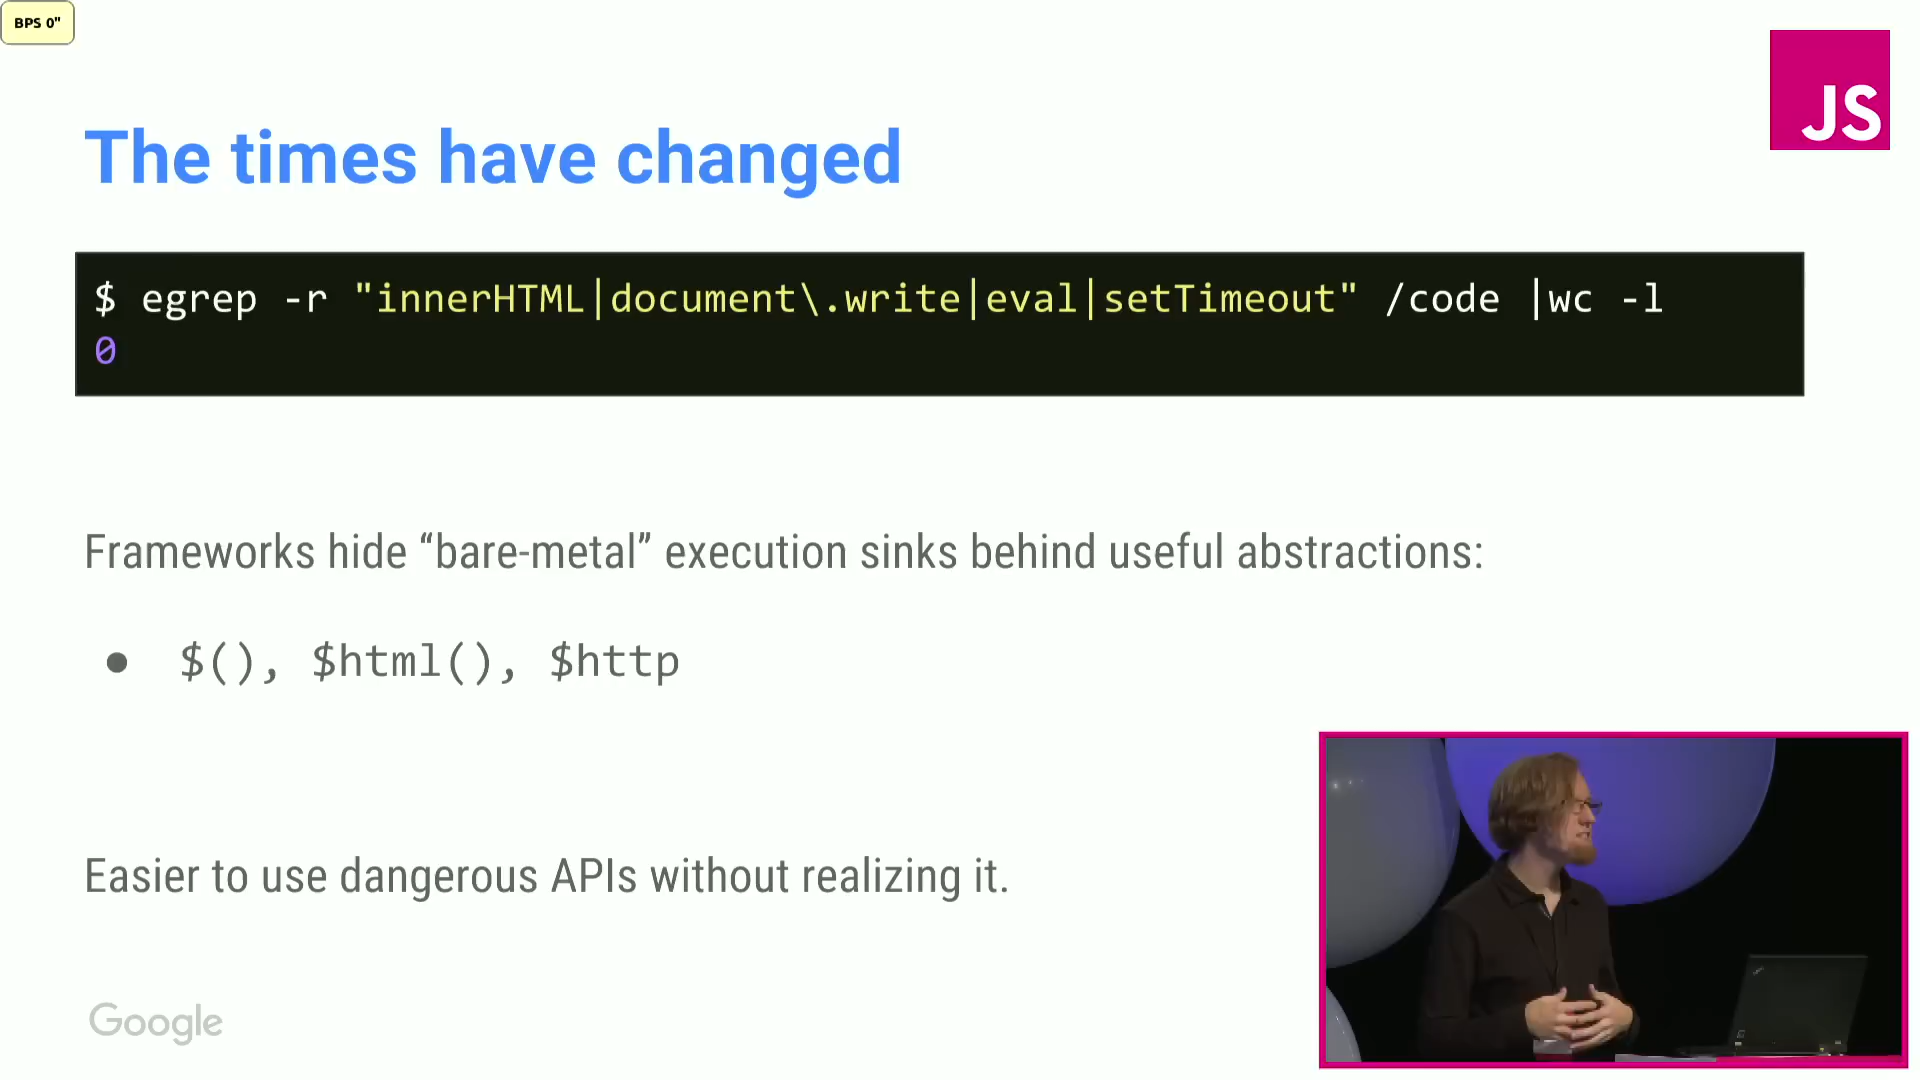 BPS 0"
JS
The times have changed
$ egrep -r "innerHTML|document\.write|eval|setTimeout" /code |wc -l
0
Frameworks hide “bare-metal” execution sinks behind useful abstractions:
● $(), $html(), $http
Easier to use dangerous APIs without realizing it.
Google